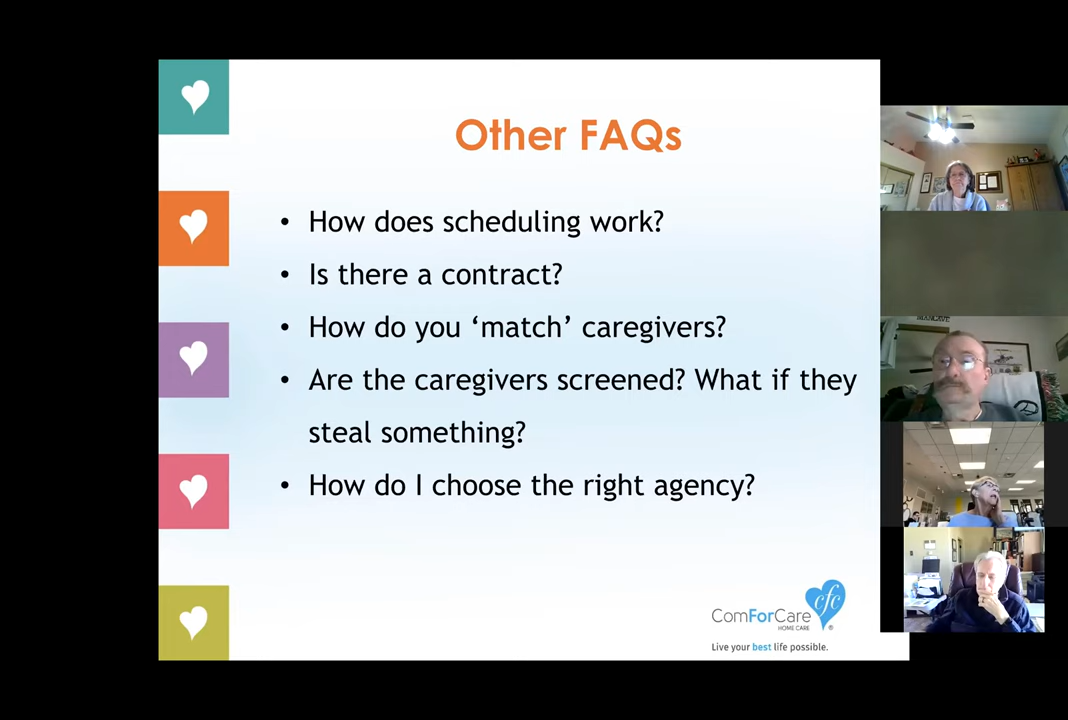 Other FAQs
• How does scheduling work?
• Is there a contract?
• How do you ‘match’ caregivers?
• Are the caregivers screened? What if they
steal something?
• How do I choose the right agency?
cfc
ComForCare
HOME CARE
®
Live your best life possible.